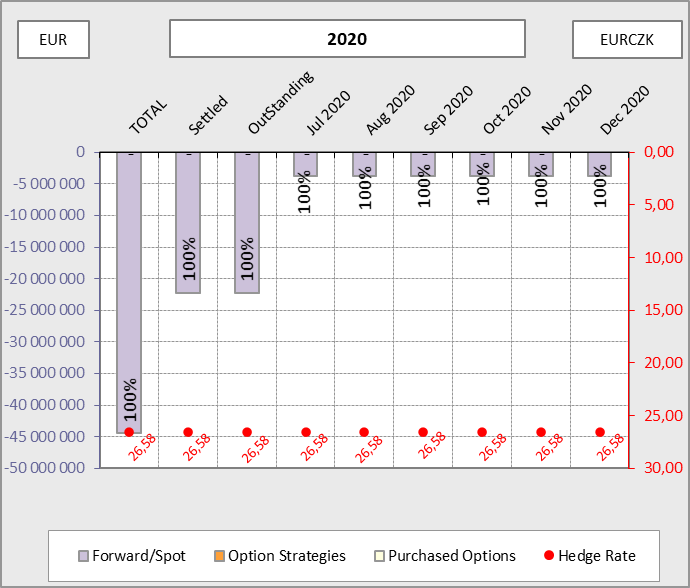 EUR
2020
EURCZK
TOTAL
Settled
OutStanding
Jul 2020
Aug 2020
Sep 2020
Oct 2020
Nov 2020
Dec 2020
0
-5 000 000
-10 000 000
-15 000 000
-20 000 000
-25 000 000
-30 000 000
-35 000 000
-40 000 000
-45 000 000
-50 000 000
- - - - - - - - -
100%
100%
100%
100%
100%
100%
100%
100%
100%
26,58
26,58
26,58
26,58
26,58
26,58
26,58
26,58
26,58
0,00
5,00
10,00
15,00
20,00
25,00
30,00
Forward/Spot
Option Strategies
Purchased Options
Hedge Rate